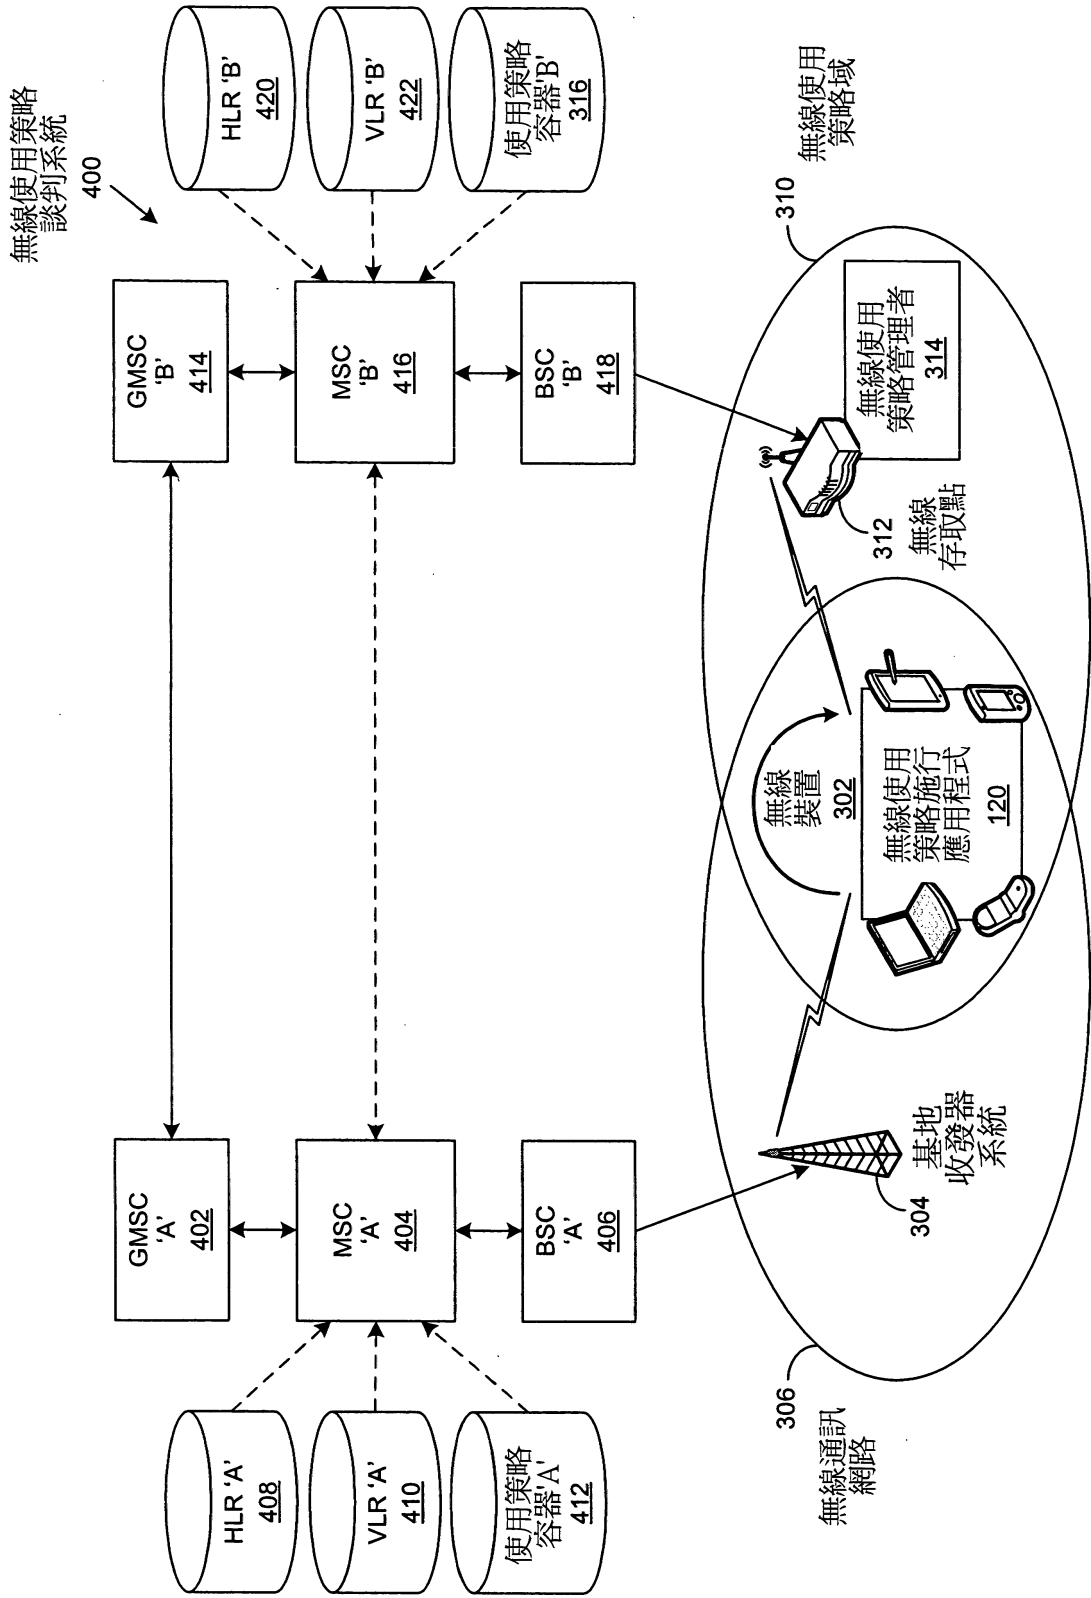 無線使用策略
談判系統
400
GMSC
'A'
402
GMSC
'B'
414
HLR 'A'
408
VLR 'A'
410
使用策略
容器'A'
412
MSC
'A'
404
MSC
'B'
416
HLR 'B'
420
VLR 'B'
422
使用策略
容器'B'
316
BSC
'A'
406
BSC
'B'
418
306
無線通訊
網路
304
基地
收發器
系統
無線
裝置
302
無線使用
策略施行
應用程式
120
312
無線
存取點
無線使用
策略管理者
314
310
無線使用
策略域